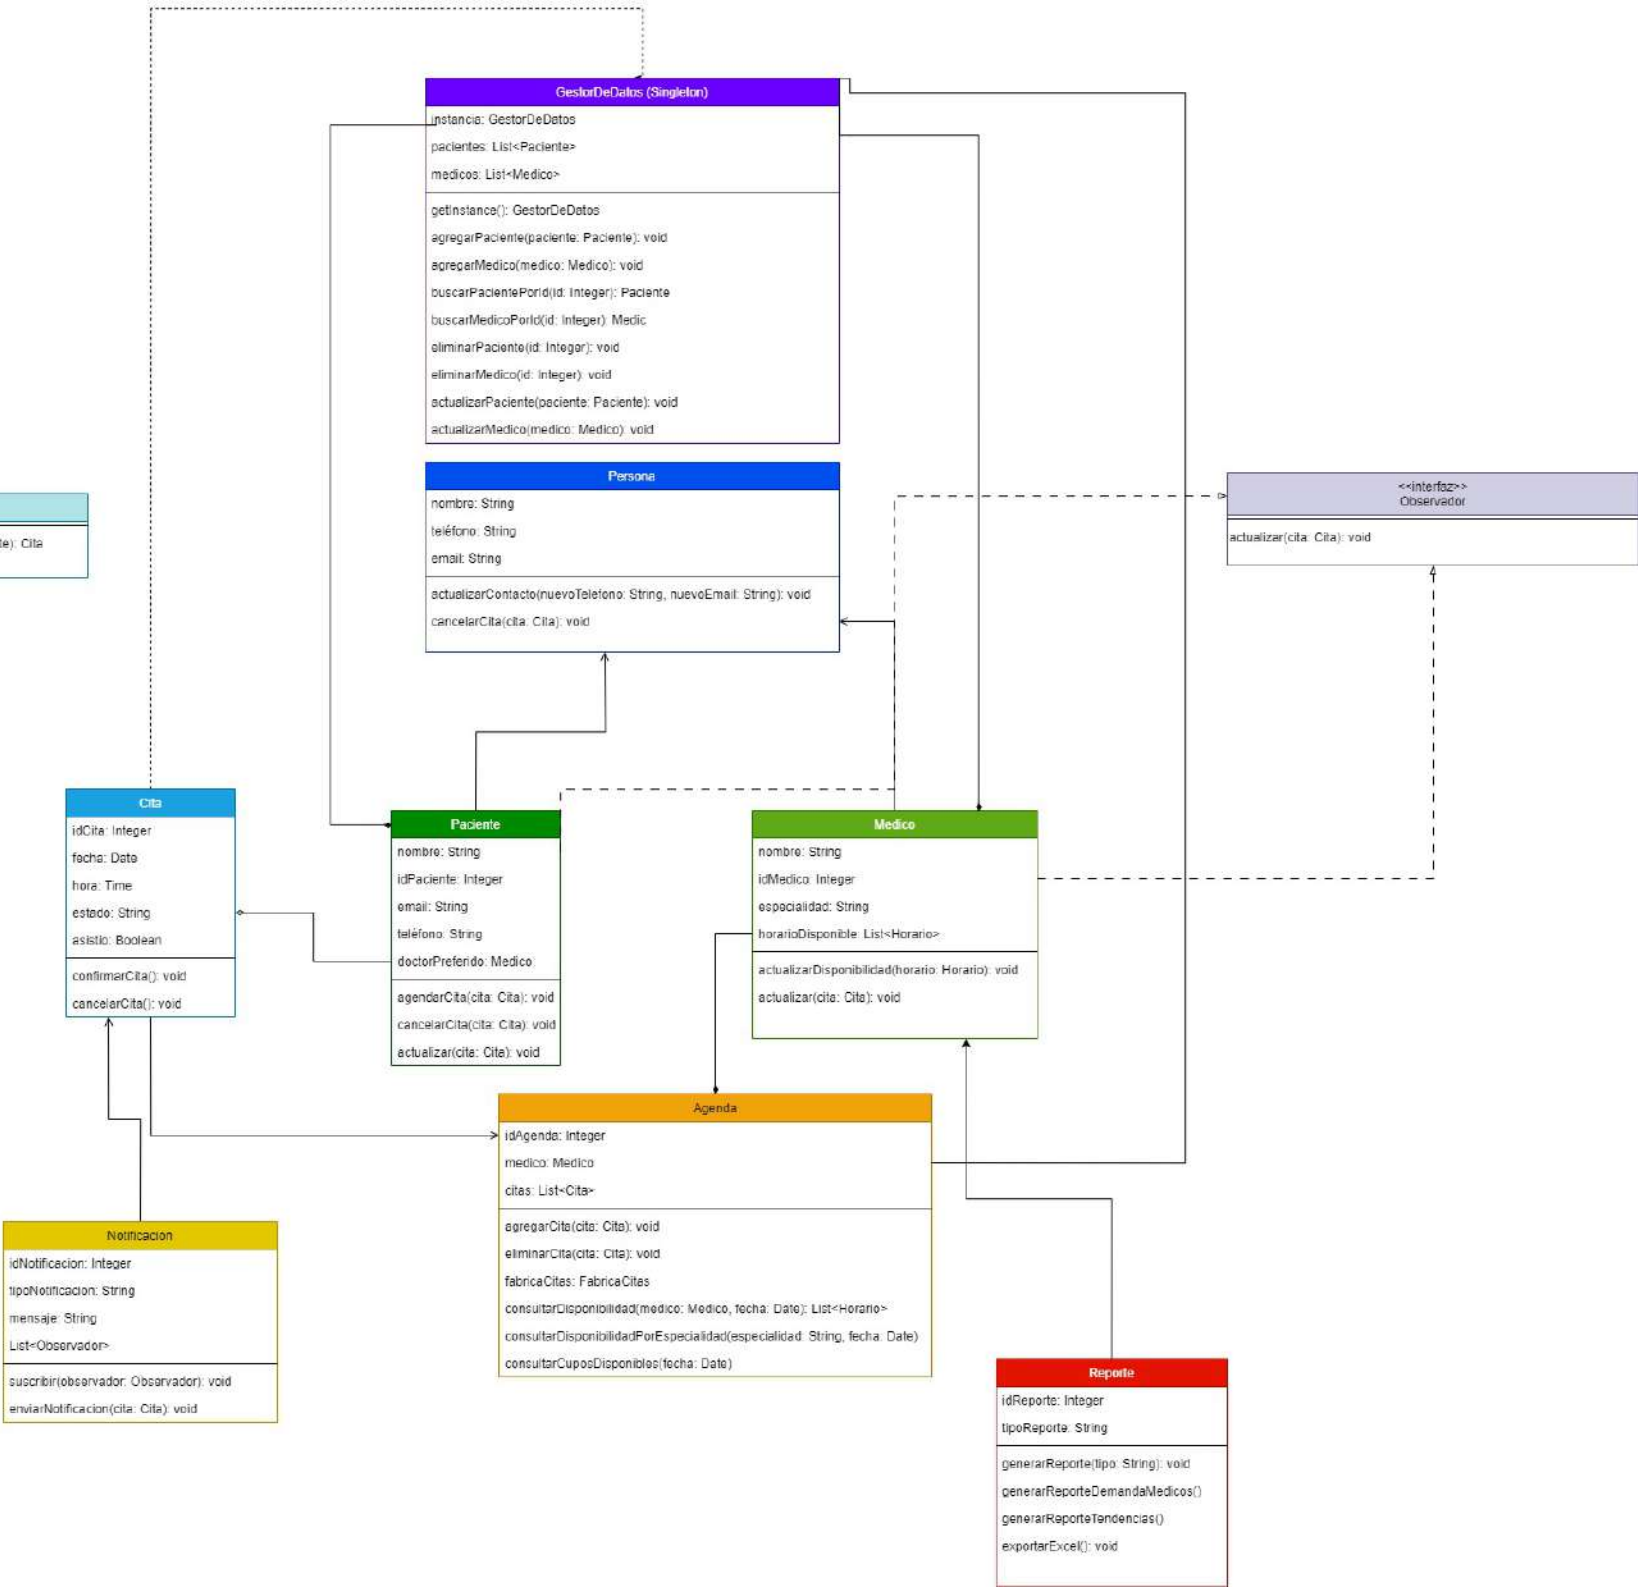 GestorDeDatos (Singleton)
instancia: GestorDeDatos
pacientes: List<Paciente>
medicos: List<Medico>
getInstance(): GestorDeDatos
agregarPaciente(paciente: Paciente): void
agregarMedico(medico: Medico): void
buscarPacientePorId(id: Integer): Paciente
buscarMedicoPorId(id: Integer): Medic
eliminarPaciente(id: Integer): void
eliminarMedico(id: Integer): void
actualizarPaciente(paciente: Paciente): void
actualizarMedico(medico: Medico): void
Persona
nombre: String
teléfono: String
email: String
actualizarContacto(nuevoTelefono: String, nuevoEmail: String): void
cancelarCita(cita: Cita): void
<<interfaz>>
Observador
actualizar(cita: Cita): void
te): Cita
Cita
idCita: Integer
fecha: Date
hora: Time
estado: String
asistio: Boolean
confirmarCita(): void
cancelarCita(): void
Paciente
nombre: String
idPaciente: Integer
email: String
teléfono: String
doctorPreferido: Medico
agendarCita(cita: Cita): void
cancelarCita(cita: Cita): void
actualizar(cita: Cita): void
Medico
nombre: String
idMedico: Integer
especialidad: String
horarioDisponible: List<Horario>
actualizarDisponibilidad(horario: Horario): void
actualizar(cita: Cita): void
Agenda
idAgenda: Integer
medico: Medico
citas: List<Cita>
agregarCita(cita: Cita): void
eliminarCita(cita: Cita): void
fabricaCitas: FabricaCitas
consultarDisponibilidad(medico: Medico, fecha: Date): List<Horario>
consultarDisponibilidadPorEspecialidad(especialidad: String, fecha: Date)
consultarCuposDisponibles(fecha: Date)
Notificacion
idNotificacion: Integer
tipoNotificacion: String
mensaje: String
List<Observador>
suscribir(observador: Observador): void
enviarNotificacion(cita: Cita): void
Reporte
idReporte: Integer
tipoReporte: String
generarReporte(tipo: String): void
generarReporteDemandaMedicos()
generarReporteTendencias()
exportarExcel(): void